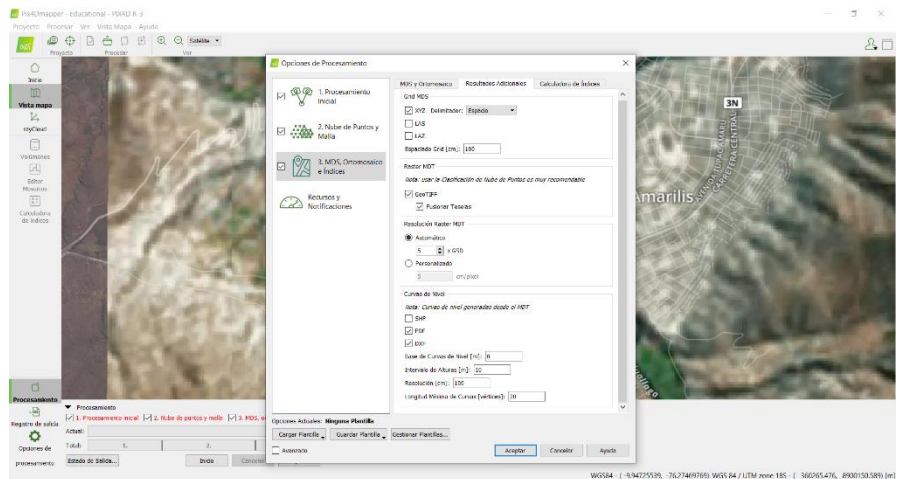 Pix4Dmapper - Educational - PIX4D R-3
Proyecto Procesar Ver Vista Mapa Ayuda
Satélite
Proyecto Procesar Ver
Inicio
Vista mapa
rayCloud
Volúmenes
Editor
Mosaicos
Calculadora
de Índices
Procesamiento
Registro de salida
Opciones de
procesamiento
Opciones de Procesamiento
1. Procesamiento
Inicial
2. Nube de Puntos y
Malla
3. MDS, Ortomosaico
e Índices
Recursos y
Notificaciones
MDS y Ortomosaico Resultados Adicionales Calculadora de Índices
Grid MDS
XYZ Delimitador: Espacio
LAS
LAZ
Espaciado Grid [cm]: 100
Raster MDT
Nota: usar la Clasificación de Nube de Puntos es muy recomendable
GeoTIFF
Fusionar Teselas
Resolución Raster MDT
Automático
5 x GSD
Personalizado
5 cm/pixel
Curvas de Nivel
Nota: Curvas de nivel generadas desde el MDT
SHP
PDF
DXF
Base de Curvas de Nivel [m]: 0
Intervalo de Alturas [m]: 10
Resolución [cm]: 100
Longitud Mínima de Curvas [vértices]: 20
Opciones Actuales: Ninguna Plantilla
Cargar Plantilla Guardar Plantilla Gestionar Plantillas...
Avanzado
Aceptar Cancelar Ayuda
3N
AVENIDA TUPAC AMARU
CARRETERA CENTRAL
Amarilis
Procesamiento
1. Procesamiento inicial 2. Nube de puntos y malla 3. MDS,
Actual:
Total: 1. 2.
Estado de Salida... Inicio Cancelar
WGS84 - ( -9.94725539, -76.27469769) WGS 84 / UTM zone 18S - ( 360265.476, 8900150.589) [m]